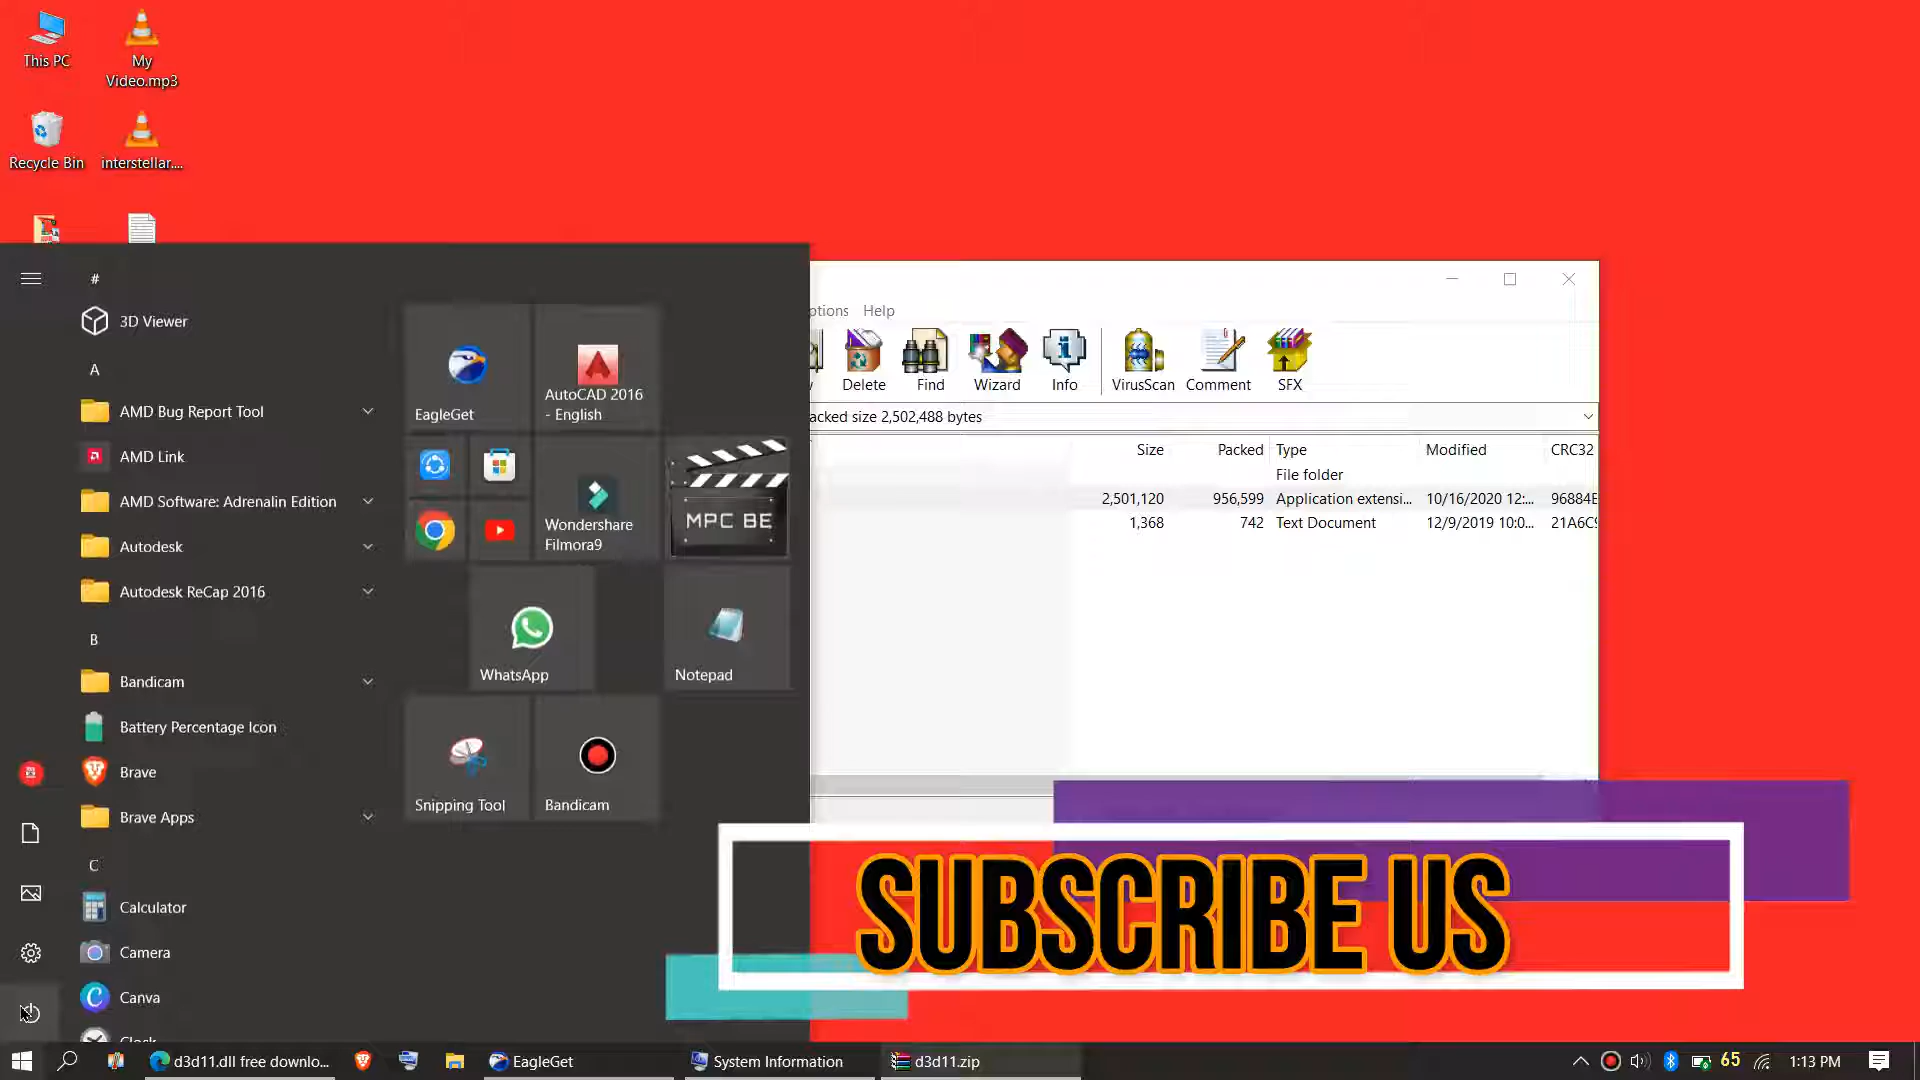 This PC
My
Video.mp3
Recycle Bin
interstellar....
#
3D Viewer
A
AMD Bug Report Tool
AMD Link
AMD Software: Adrenalin Edition
Autodesk
Autodesk ReCap 2016
B
Bandicam
Battery Percentage Icon
Brave
Brave Apps
C
Calculator
Camera
Canva
EagleGet
AutoCAD 2016
- English
Wondershare
Filmora9
MPC BE
WhatsApp
Notepad
Snipping Tool
Bandicam
ptions Help
Delete Find Wizard Info VirusScan Comment SFX
acked size 2,502,488 bytes
Size Packed Type Modified CRC32
File folder
2,501,120 956,599 Application extensi... 10/16/2020 12:... 96884E
1,368 742 Text Document 12/9/2019 10:0... 21A6C9
SUBSCRIBE US
d3d11.dll free downlo... EagleGet System Information d3d11.zip 65 1:13 PM